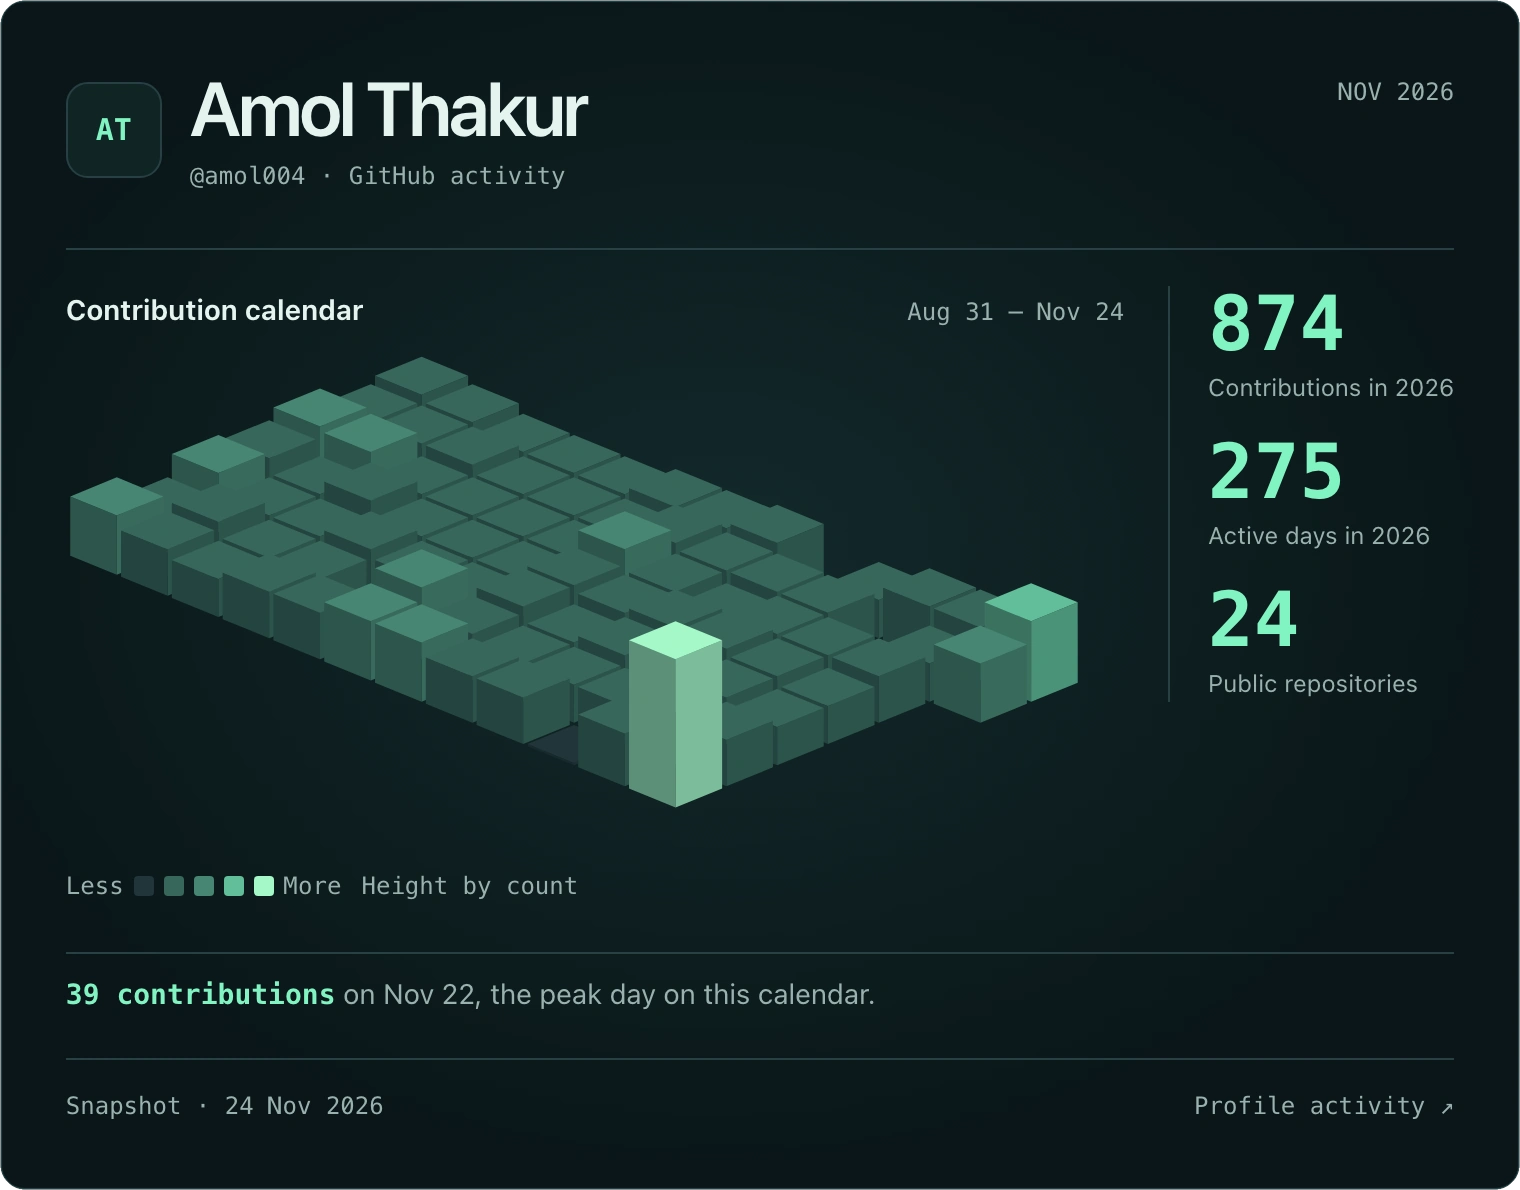 AT
Amol Thakur
@amol004 · GitHub activity
NOV 2026
Contribution calendar
Aug 31 — Nov 24
874
Contributions in 2026
275
Active days in 2026
24
Public repositories
Less More Height by count
39 contributions on Nov 22, the peak day on this calendar.
Snapshot · 24 Nov 2026
Profile activity ↗